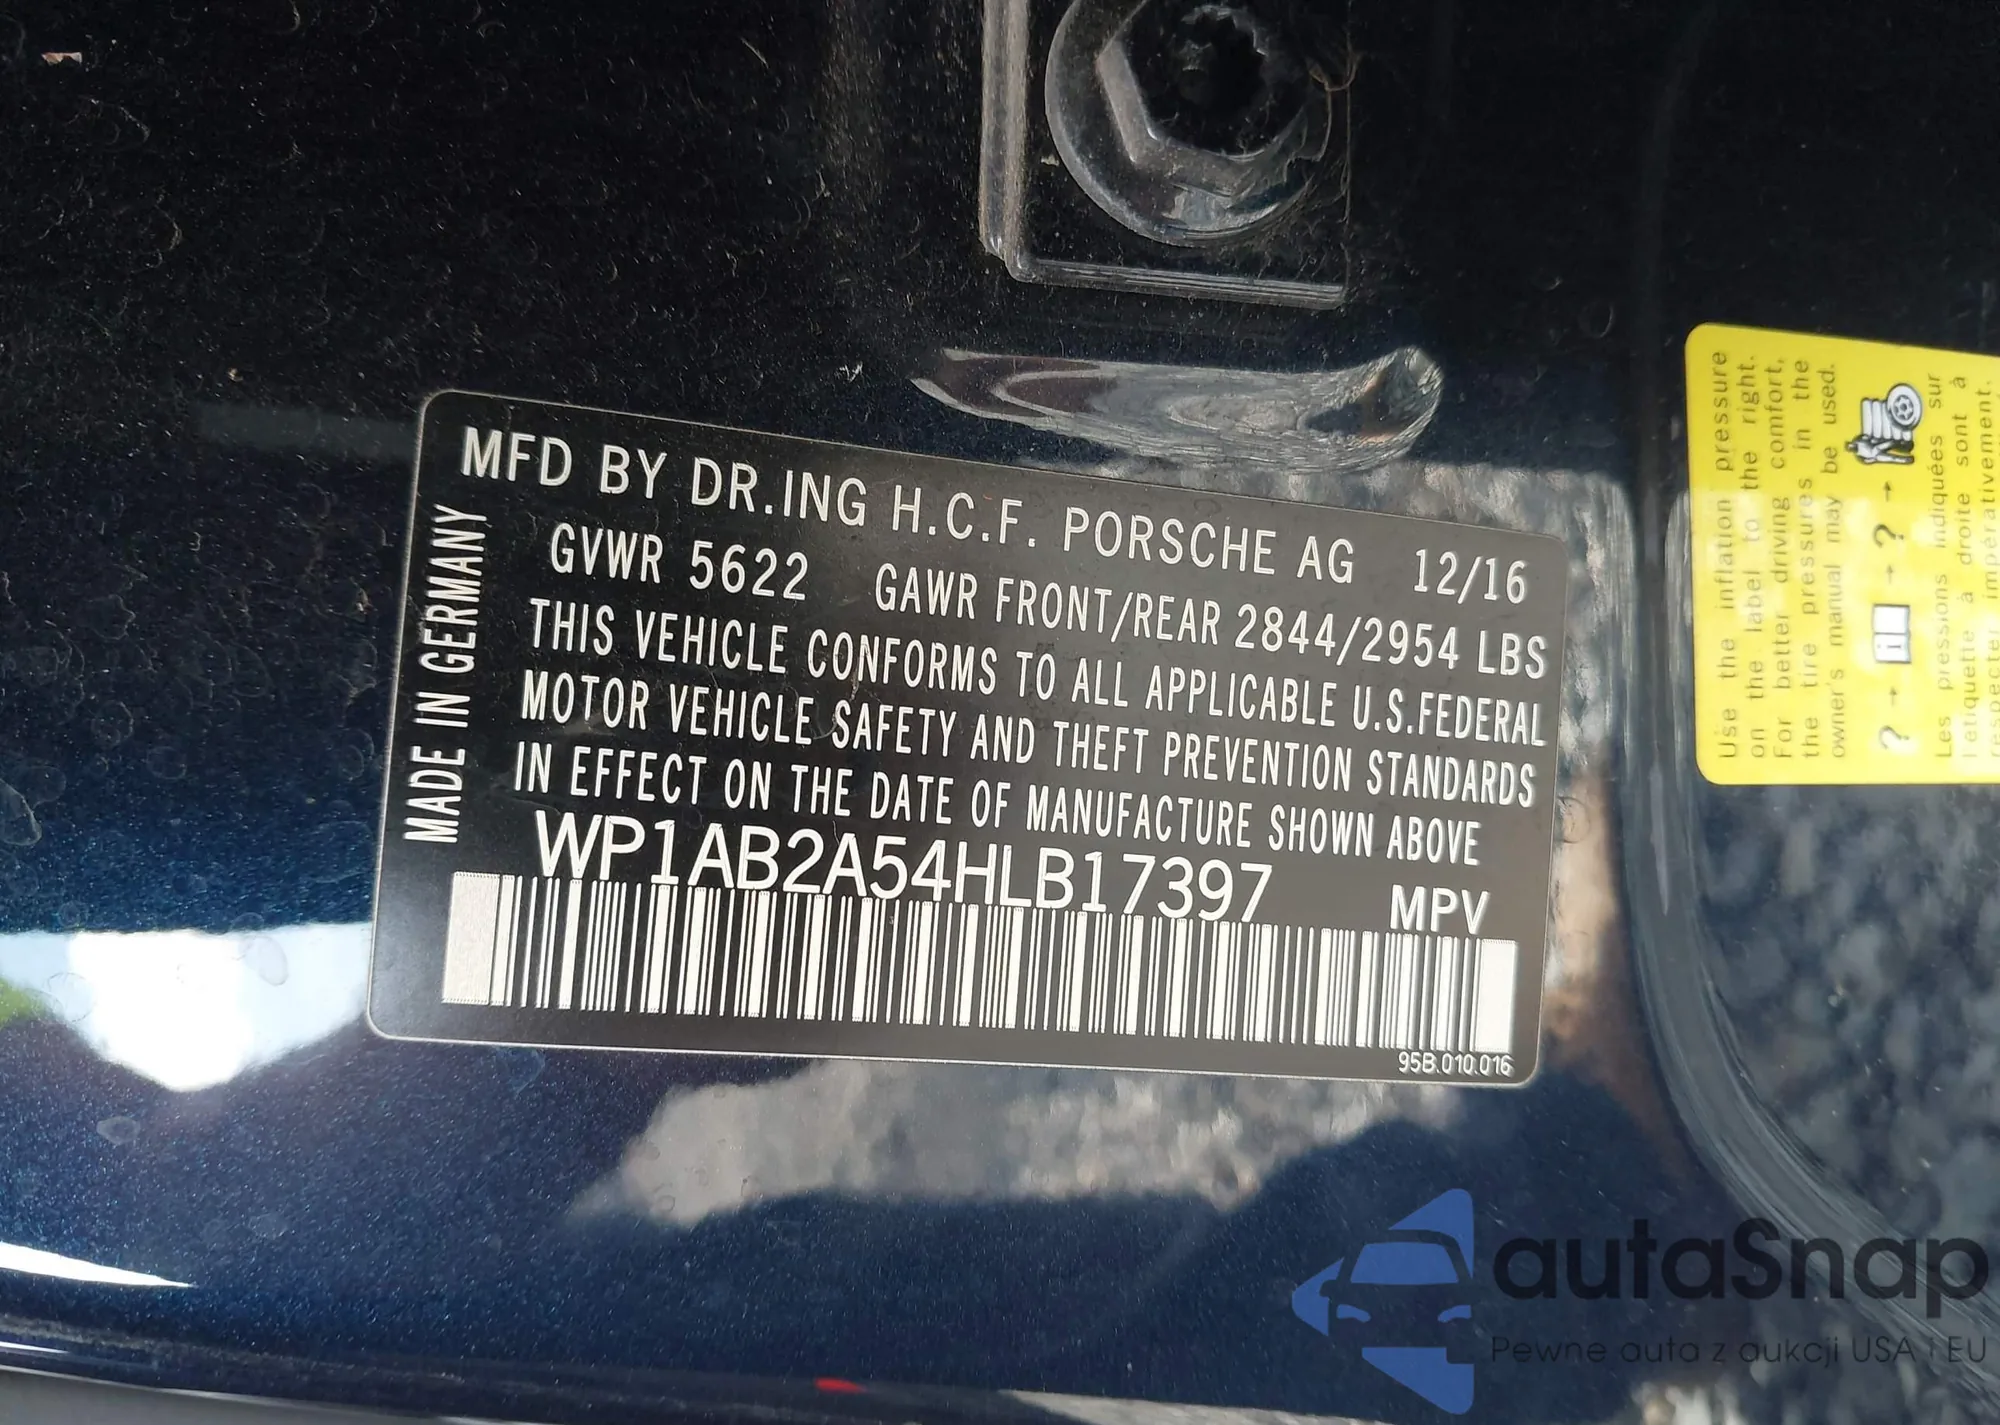 MFD BY DR.ING H.C.F. PORSCHE AG 12/16
GVWR 5622 GAWR FRONT/REAR 2844/2954 LBS
THIS VEHICLE CONFORMS TO ALL APPLICABLE U.S.FEDERAL
MOTOR VEHICLE SAFETY AND THEFT PREVENTION STANDARDS
IN EFFECT ON THE DATE OF MANUFACTURE SHOWN ABOVE
WP1AB2A54HLB17397 MPV
95B.010.016
MADE IN GERMANY
Use the inflation pressure
on the label to the right.
For better driving comfort,
the tire pressures in the
owner's manual may be used.
? → i → ? →
Les pressions indiquées sur
l'étiquette à droite sont à
respecter impérativement.
autaSnap
Pewne auta z aukcji USA i EU